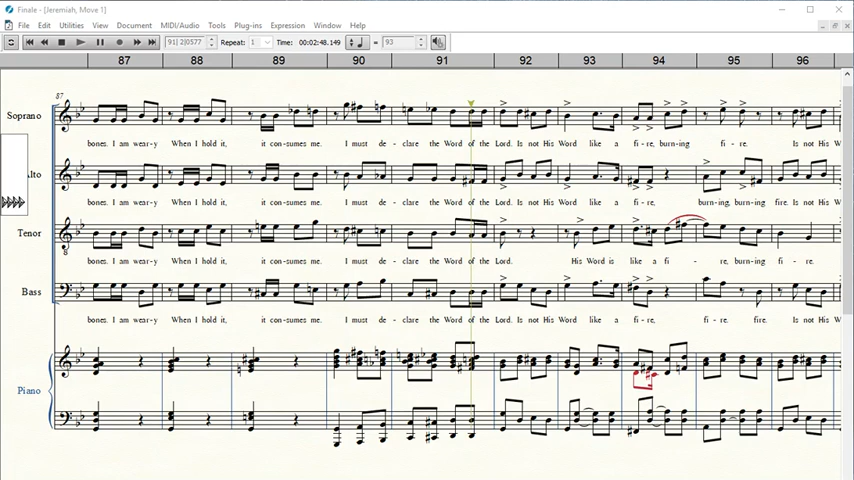 Finale - [Jeremiah, Move 1]
File Edit Utilities View Document MIDI/Audio Tools Plug-ins Expression Window Help
91| 2|0577 Repeat: 1 Time: 00:02:48.149 = 93
87 88 89 90 91 92 93 94 95 96
87
Soprano
bones. I am wear-y When I hold it, it con-sumes me. I must de - clare the Word of the Lord. Is not His Word like a fi - re, burn-ing fi - re. Is not His W
Alto
bones. I am wear-y When I hold it, it con-sumes me. I must de - clare the Word of the Lord. Is not His Word like a fi - re, burn-ing, burn-ing fire. Is not His W
Tenor
8
bones. I am wear-y When I hold it, it con-sumes me. I must de - clare the Word of the Lord. His Word is like a fi - re, burn-ing fi - re.
Bass
bones. I am wear-y When I hold it, it con-sumes me. I must de - clare the Word of the Lord. Is not His Word like a fi - re, fi - re. fire. Is not His W
Piano